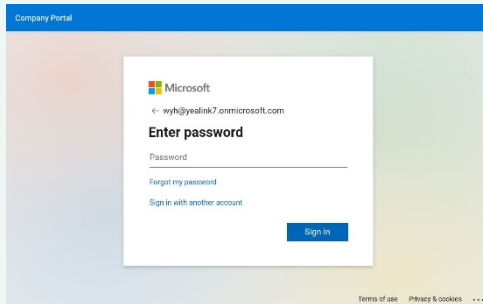 Company Portal
Microsoft
← wyh@yealink7.onmicrosoft.com
Enter password
Password
Forgot my password
Sign in with another account
Sign in
Terms of use Privacy & cookies ...